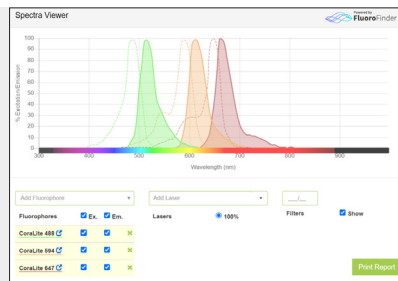 Spectra Viewer
Powered by
FluoroFinder
100
90
80
70
60
50
40
30
20
10
0
% Excitation/Emission
300 400 500 600 700 800 900
Wavelength (nm)
Add Fluorophore
Add Laser
__/__
Fluorophores Ex. Em. Lasers 100% Filters Show
CoraLite 488
CoraLite 594
CoraLite 647
Print Report